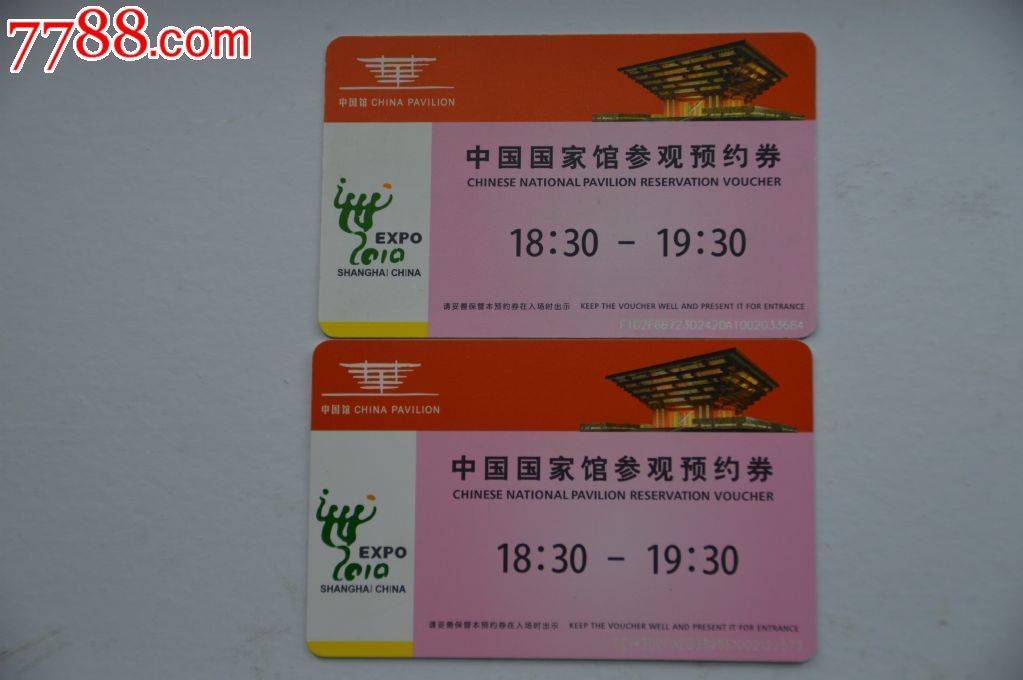 7788.com
中国馆 CHINA PAVILION
中国国家馆参观预约券
CHINESE NATIONAL PAVILION RESERVATION VOUCHER
EXPO
2010
SHANGHAI CHINA
18:30 - 19:30
请妥善保管本预约券在入场时出示 KEEP THE VOUCHER WELL AND PRESENT IT FOR ENTRANCE
中国馆 CHINA PAVILION
中国国家馆参观预约券
CHINESE NATIONAL PAVILION RESERVATION VOUCHER
EXPO
2010
SHANGHAI CHINA
18:30 - 19:30
请妥善保管本预约券在入场时出示 KEEP THE VOUCHER WELL AND PRESENT IT FOR ENTRANCE